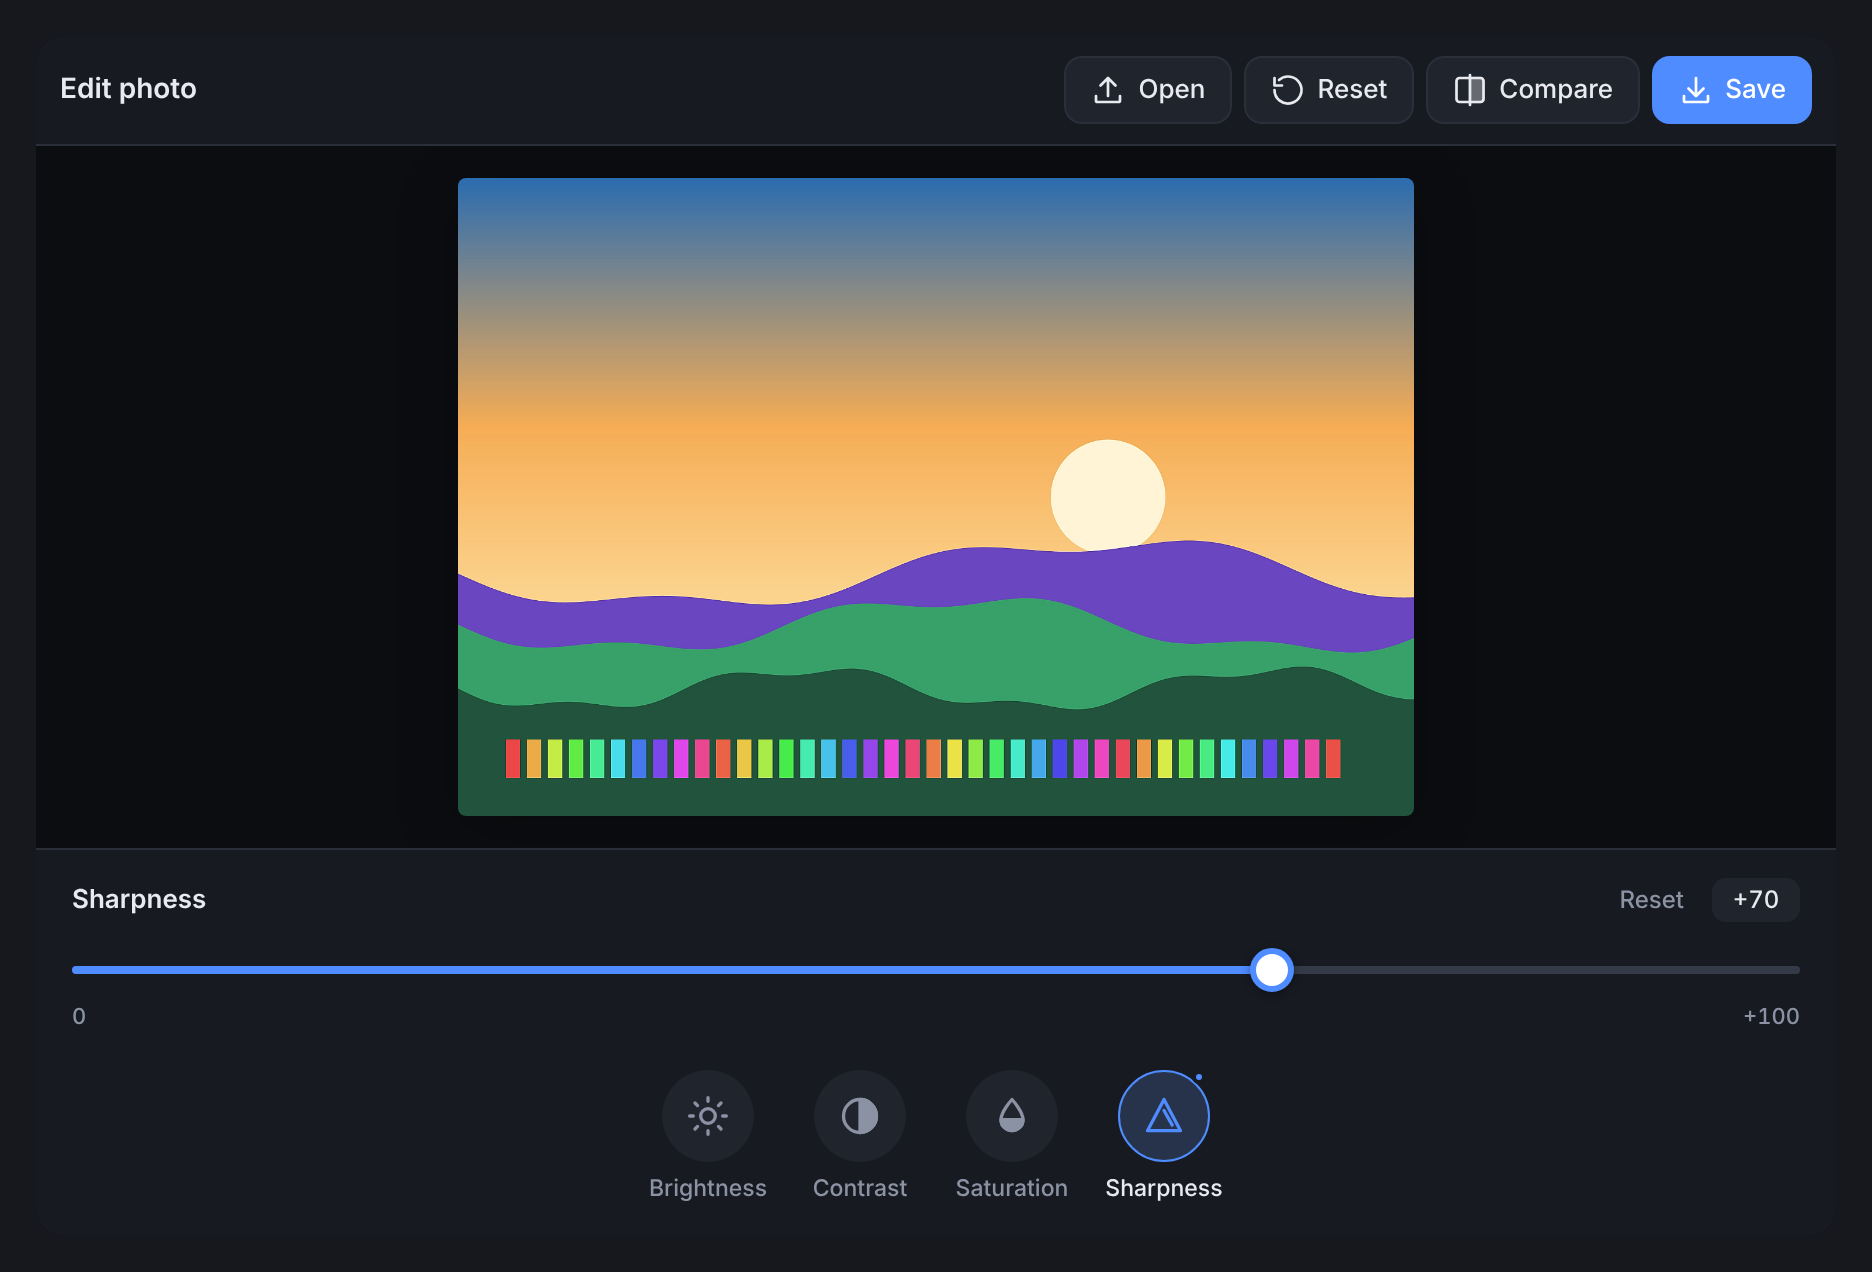 Edit photo
Open
Reset
Compare
Save
Sharpness
Reset
+70
0
+100
Brightness
Contrast
Saturation
Sharpness